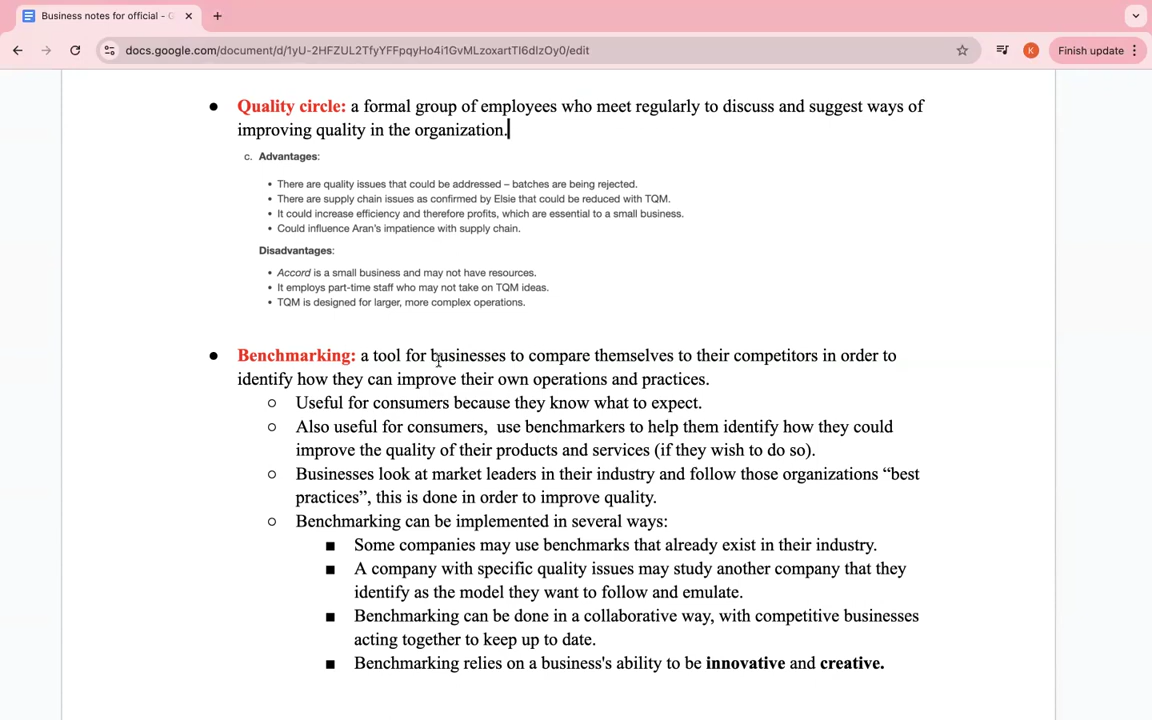 Business notes for official - G
docs.google.com/document/d/1yU-2HFZUL2TfyYFFpqyHo4i1GvMLzoxartTI6dIzOy0/edit
K
Finish update
● Quality circle: a formal group of employees who meet regularly to discuss and suggest ways of
improving quality in the organization.
c. Advantages:
• There are quality issues that could be addressed – batches are being rejected.
• There are supply chain issues as confirmed by Elsie that could be reduced with TQM.
• It could increase efficiency and therefore profits, which are essential to a small business.
• Could influence Aran's impatience with supply chain.
Disadvantages:
• Accord is a small business and may not have resources.
• It employs part-time staff who may not take on TQM ideas.
• TQM is designed for larger, more complex operations.
● Benchmarking: a tool for businesses to compare themselves to their competitors in order to
identify how they can improve their own operations and practices.
○ Useful for consumers because they know what to expect.
○ Also useful for consumers,  use benchmarkers to help them identify how they could
improve the quality of their products and services (if they wish to do so).
○ Businesses look at market leaders in their industry and follow those organizations “best
practices”, this is done in order to improve quality.
○ Benchmarking can be implemented in several ways:
■ Some companies may use benchmarks that already exist in their industry.
■ A company with specific quality issues may study another company that they
identify as the model they want to follow and emulate.
■ Benchmarking can be done in a collaborative way, with competitive businesses
acting together to keep up to date.
■ Benchmarking relies on a business's ability to be innovative and creative.